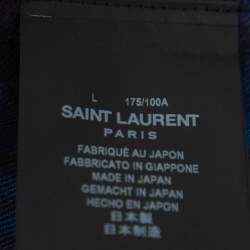 L 175/100A
SAINT LAURENT
PARIS
FABRIQUÉ AU JAPON
FABBRICATO IN GIAPPONE
MADE IN JAPAN
GEMACHT IN JAPAN
HECHO EN JAPON
日本製
日本制造